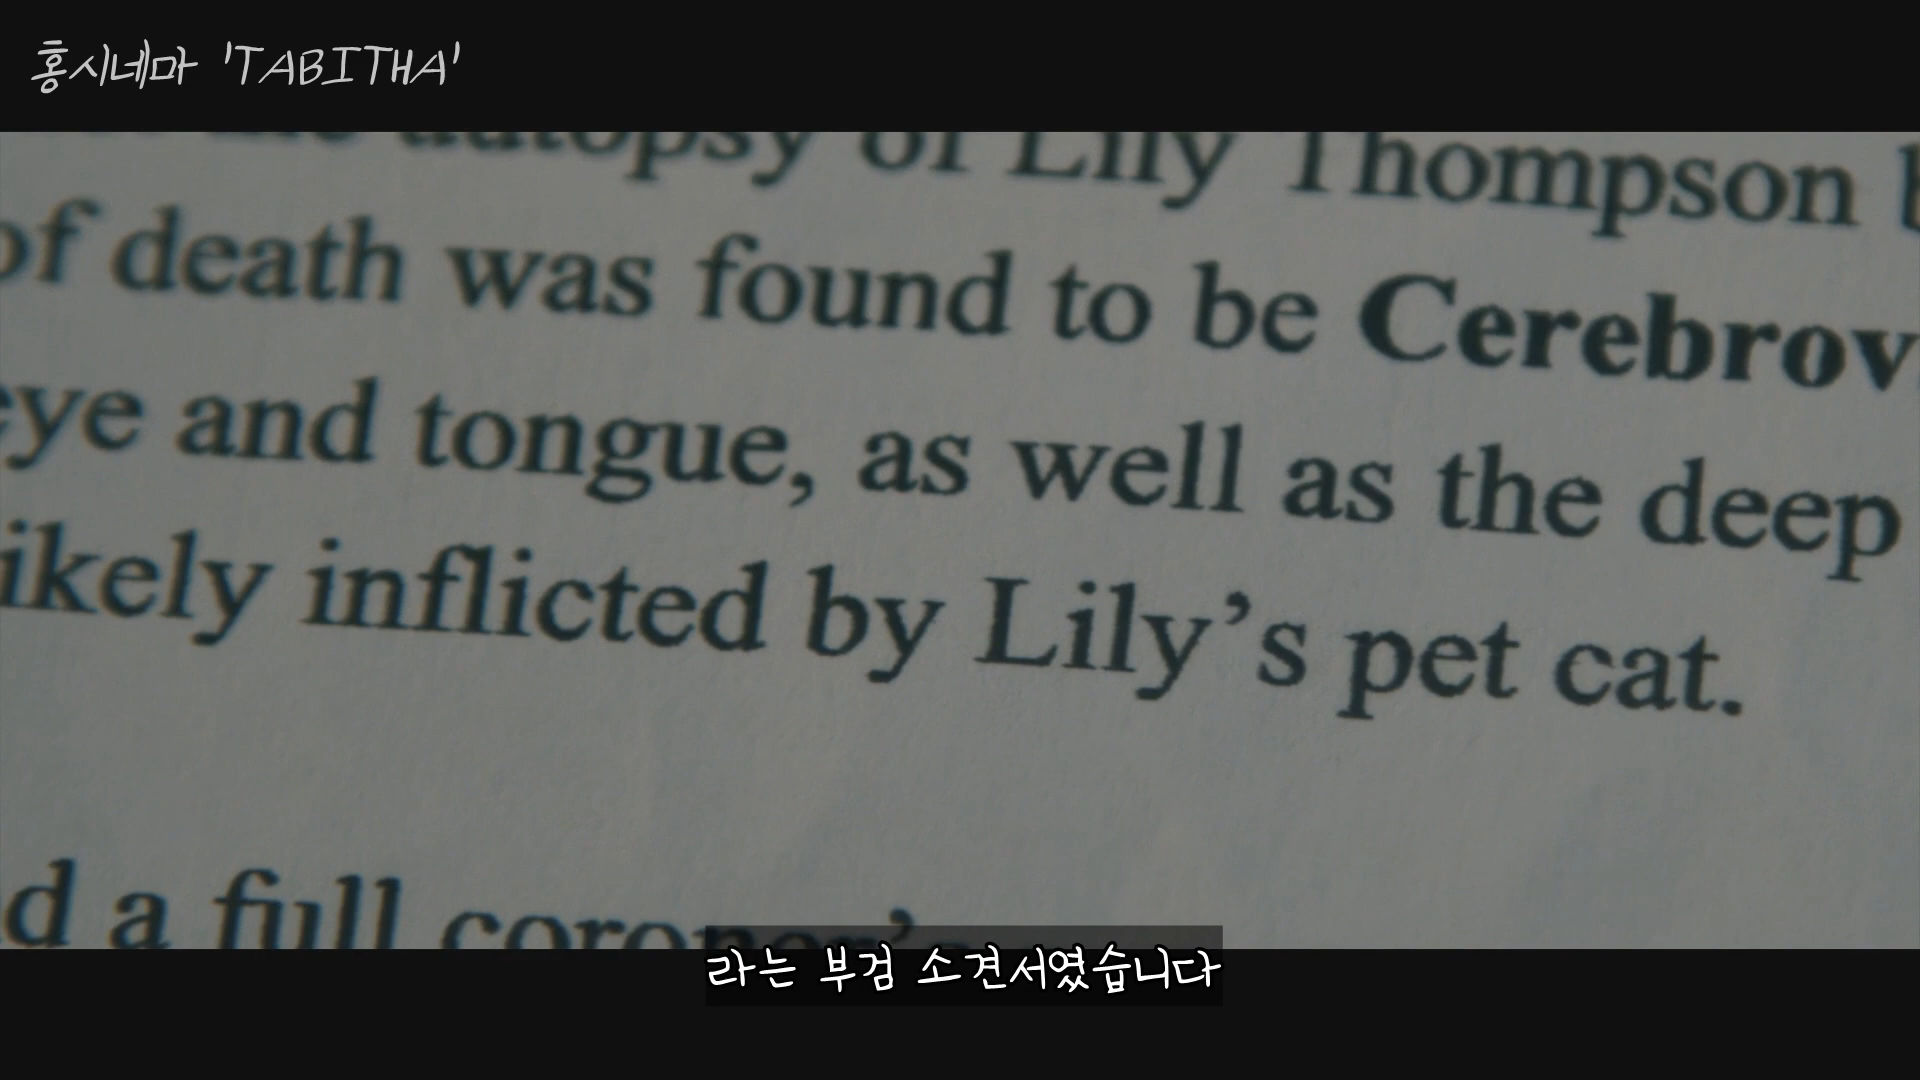 홍시네마 'TABITHA'
autopsy of Lily Thompson
of death was found to be
eye and tongue, as well as the deep
inflicted by Lily's pet cat.
a full
라는 부검 소견서였습니다